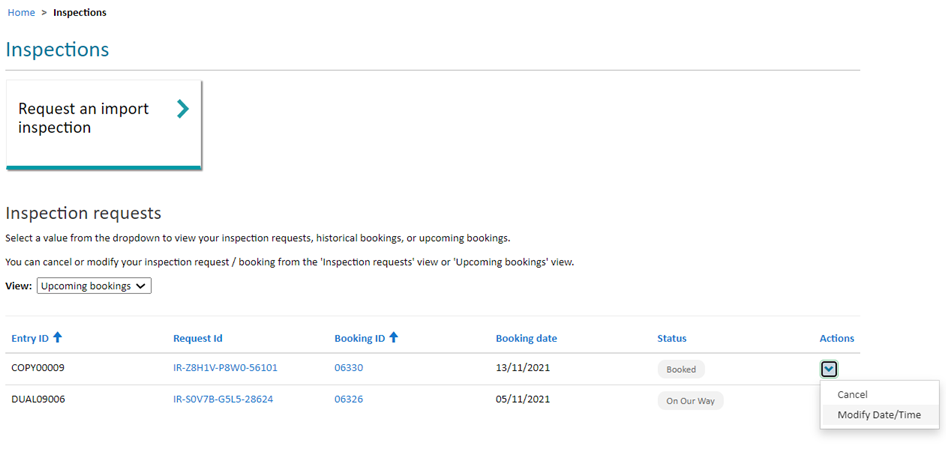 Home > Inspections
Inspections
Request an import
inspection
Inspection requests
Select a value from the dropdown to view your inspection requests, historical bookings, or upcoming bookings.
You can cancel or modify your inspection request / booking from the 'Inspection requests' view or 'Upcoming bookings' view.
View: Upcoming bookings
Entry ID Request Id Booking ID Booking date Status Actions
COPY00009 IR-Z8H1V-P8W0-56101 06330 13/11/2021 Booked
DUAL09006 IR-S0V7B-G5L5-28624 06326 05/11/2021 On Our Way
Cancel
Modify Date/Time